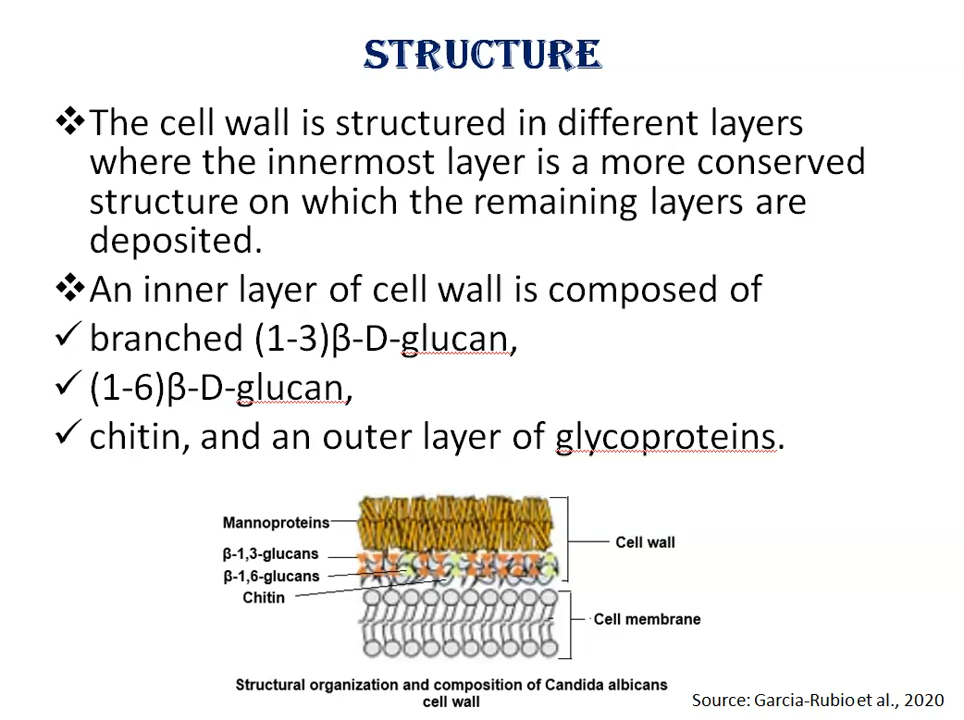 STRUCTURE
❖The cell wall is structured in different layers
where the innermost layer is a more conserved
structure on which the remaining layers are
deposited.
❖An inner layer of cell wall is composed of
✓ branched (1-3)β-D-glucan,
✓ (1-6)β-D-glucan,
✓ chitin, and an outer layer of glycoproteins.
Mannoproteins
β-1,3-glucans
β-1,6-glucans
Chitin
Cell wall
Cell membrane
Structural organization and composition of Candida albicans
cell wall
Source: Garcia-Rubio et al., 2020